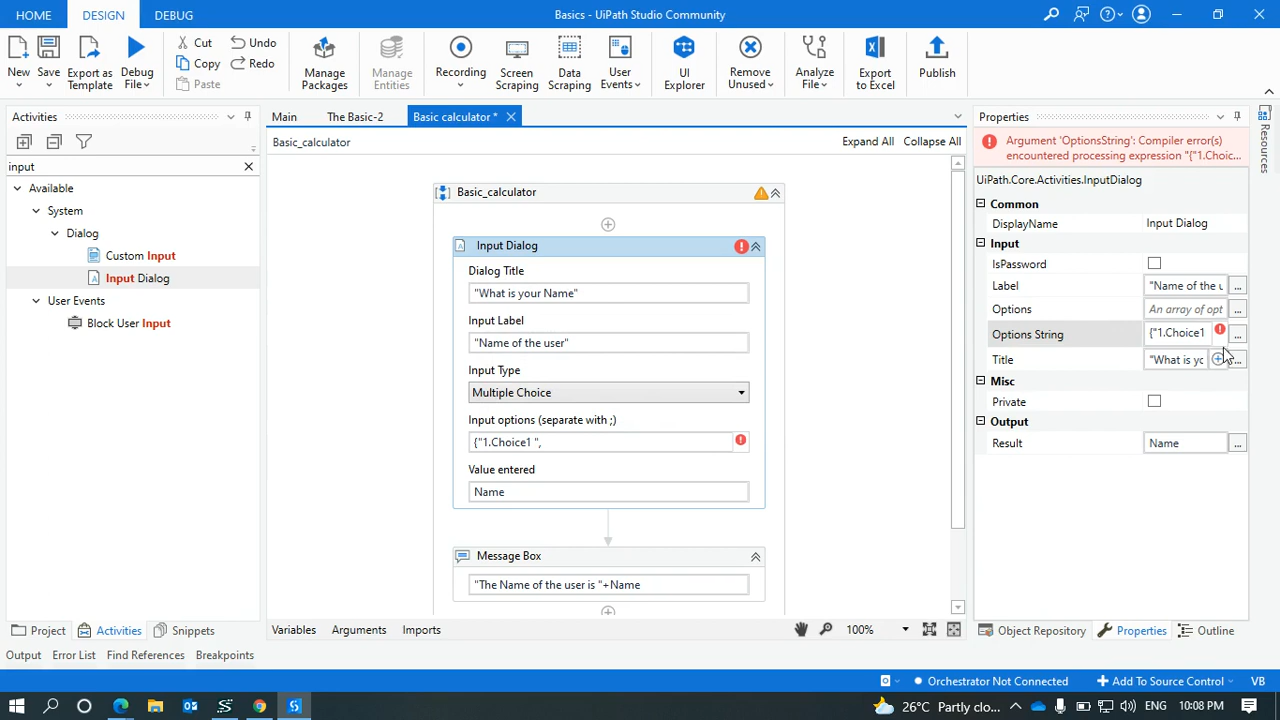 HOME DESIGN DEBUG Basics - UiPath Studio Community
New Save Export as Template Debug File Cut Copy Paste Undo Redo Manage Packages Manage Entities Recording Screen Scraping Data Scraping User Events UI Explorer Remove Unused Analyze File Export to Excel Publish
Activities
input
Available
System
Dialog
Custom Input
Input Dialog
User Events
Block User Input
Main The Basic-2 Basic calculator *
Basic_calculator Expand All Collapse All
Basic_calculator
Input Dialog
Dialog Title
"What is your Name"
Input Label
"Name of the user"
Input Type
Multiple Choice
Input options (separate with ;)
{"1.Choice1 ",
Value entered
Name
Message Box
"The Name of the user is "+Name
Properties
Argument 'OptionsString': Compiler error(s)
encountered processing expression "{"1.Choic...
UiPath.Core.Activities.InputDialog
Common
DisplayName Input Dialog
Input
IsPassword
Label "Name of the u ...
Options An array of opt ...
Options String {"1.Choice1 ...
Title "What is yc ...
Misc
Private
Output
Result Name ...
Resources
Project Activities Snippets Variables Arguments Imports 100% Object Repository Properties Outline
Output Error List Find References Breakpoints
Orchestrator Not Connected Add To Source Control VB
26°C Partly clo... ENG 10:08 PM